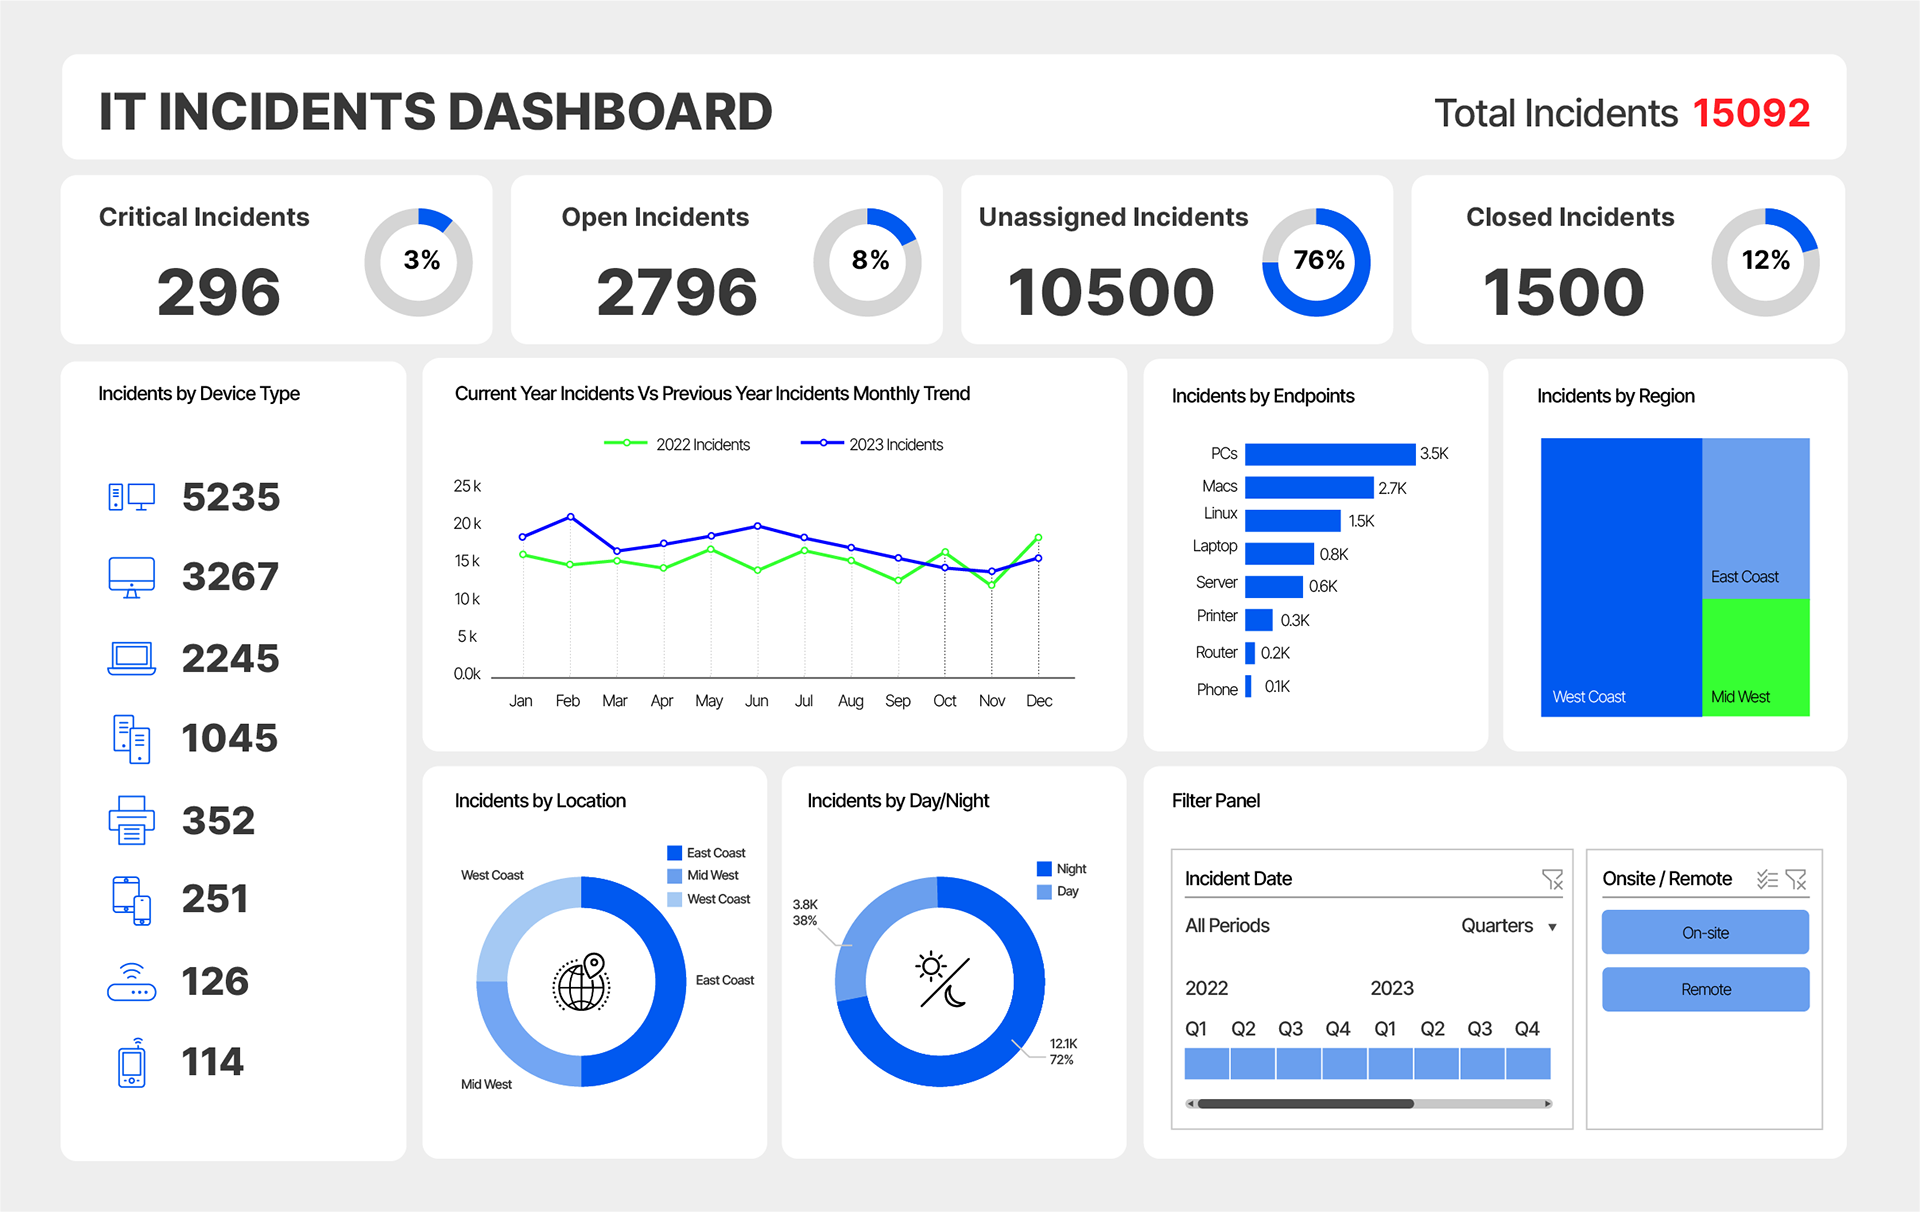 IT INCIDENTS DASHBOARD
Total Incidents 15092
Critical Incidents
296
3%
Open Incidents
2796
8%
Unassigned Incidents
10500
76%
Closed Incidents
1500
12%
Incidents by Device Type
5235
3267
2245
1045
352
251
126
114
Current Year Incidents Vs Previous Year Incidents Monthly Trend
2022 Incidents
2023 Incidents
25 k
20 k
15 k
10 k
5 k
0.0k
Jan Feb Mar Apr May Jun Jul Aug Sep Oct Nov Dec
Incidents by Endpoints
PCs 3.5K
Macs 2.7K
Linux 1.5K
Laptop 0.8K
Server 0.6K
Printer 0.3K
Router 0.2K
Phone 0.1K
Incidents by Region
East Coast
West Coast
Mid West
Incidents by Location
East Coast
Mid West
West Coast
West Coast
East Coast
Mid West
Incidents by Day/Night
Night
Day
3.8K
38%
12.1K
72%
Filter Panel
Incident Date
All Periods
Quarters
2022
2023
Q1 Q2 Q3 Q4 Q1 Q2 Q3 Q4
Onsite / Remote
On-site
Remote